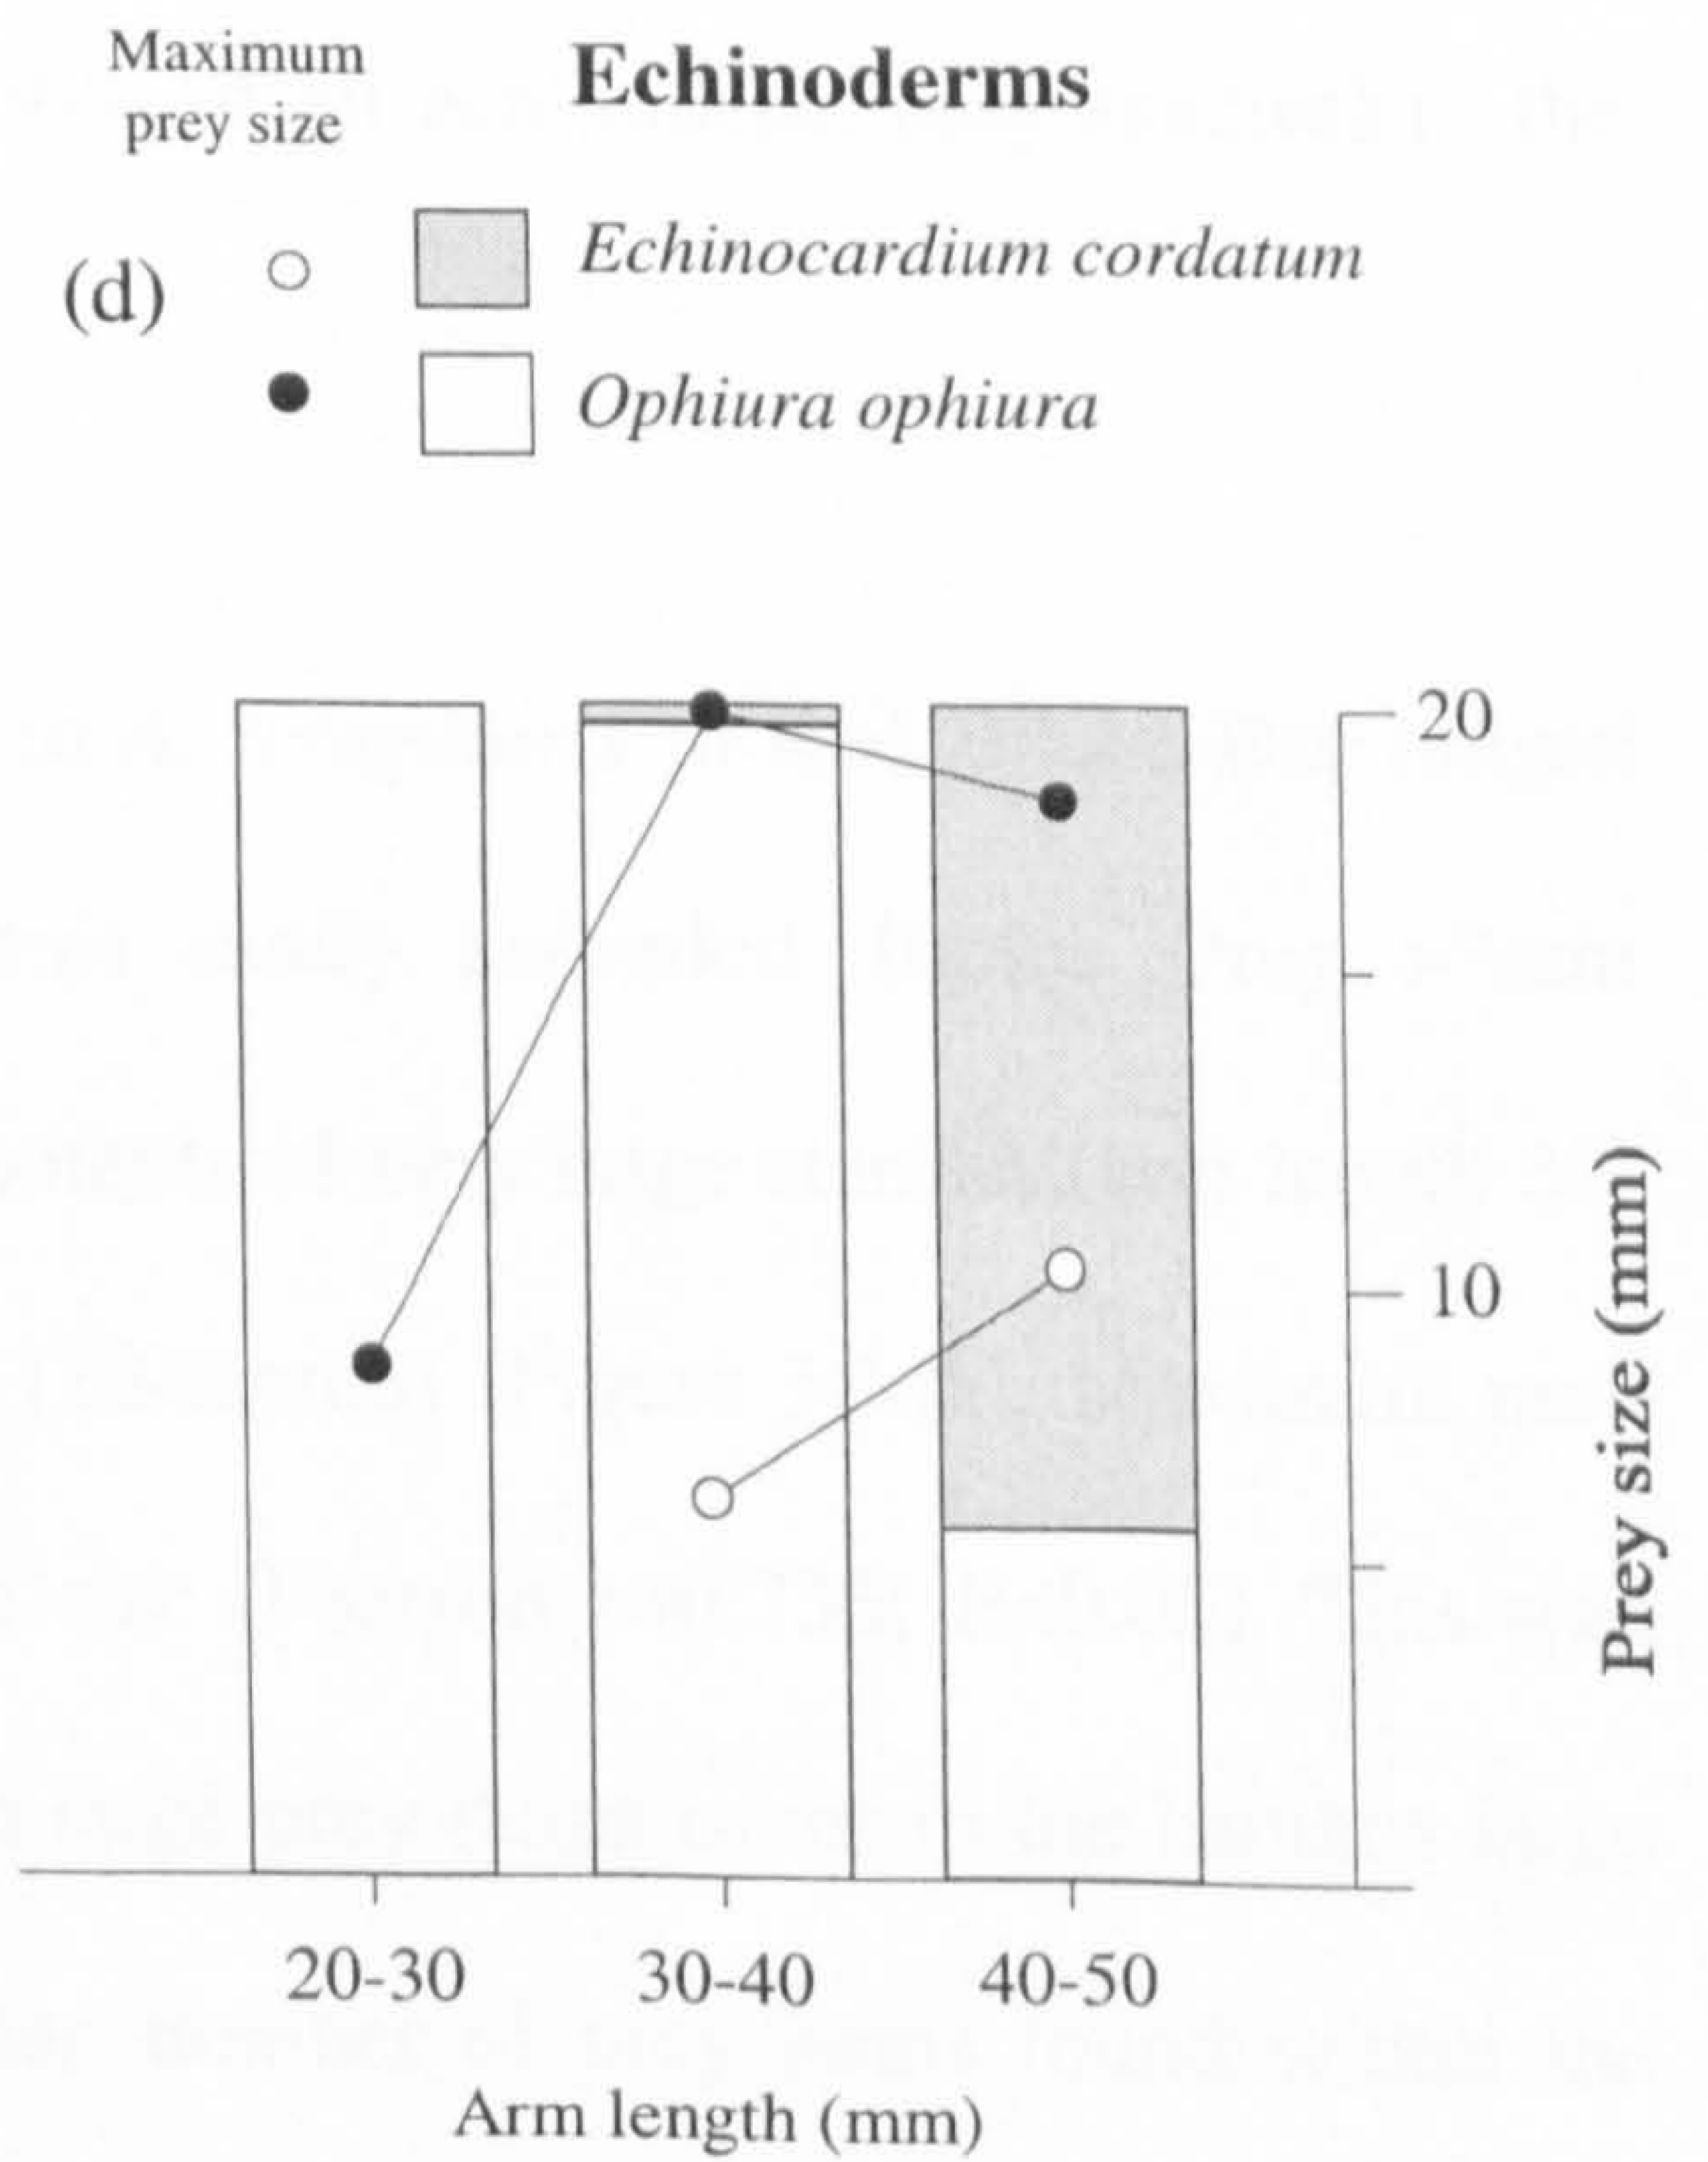 Maximum
prey size
Echinoderms
(d)
Echinocardium cordatum
Ophiura ophiura
20
10
Prey size (mm)
20-30
30-40
40-50
Arm length (mm)